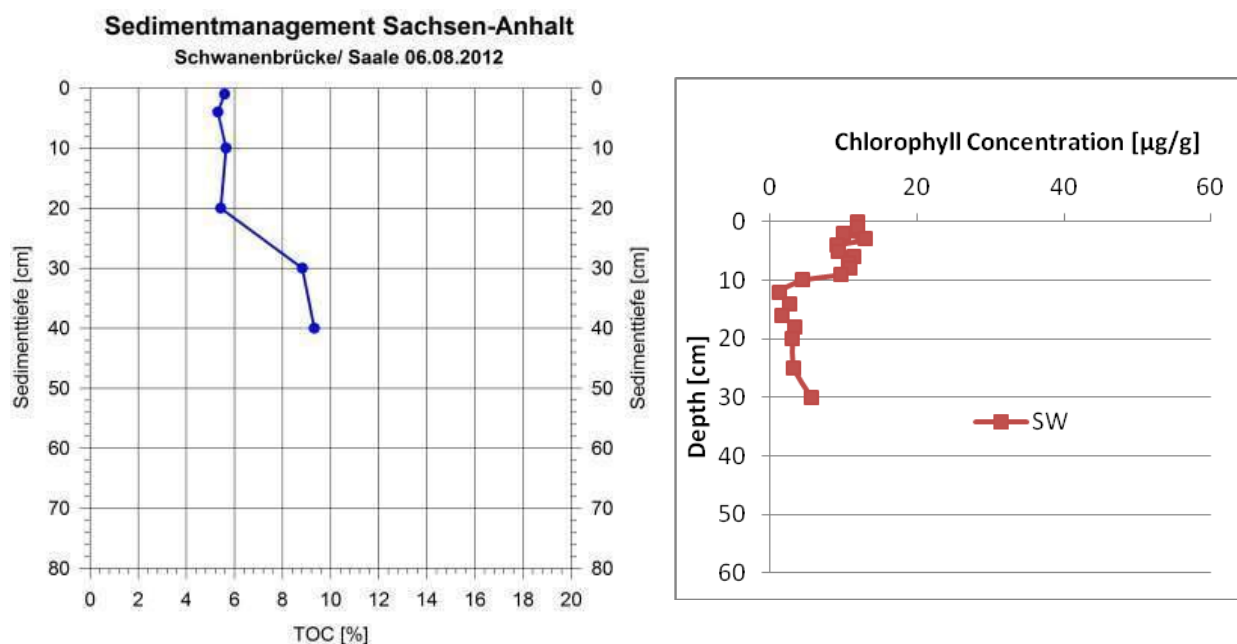 Sedimentmanagement Sachsen-Anhalt
Schwanenbrücke/ Saale 06.08.2012
0
10
20
30
40
50
60
70
80
Sedimenttiefe [cm]
0
10
20
30
40
50
60
70
80
Sedimenttiefe [cm]
0 2 4 6 8 10 12 14 16 18 20
TOC [%]
Chlorophyll Concentration [µg/g]
0 20 40 60
0
10
20
30
40
50
60
Depth [cm]
SW